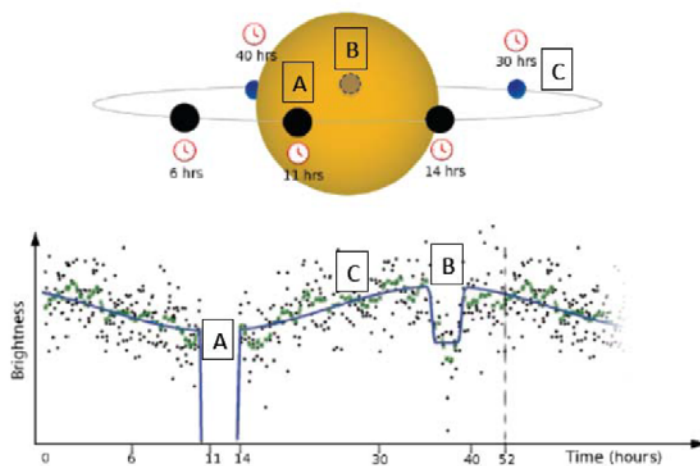 B
40 hrs
30 hrs
C
A
6 hrs
11 hrs
14 hrs
Brightness
C
B
A
0 6 11 14 30 40 52 Time (hours)